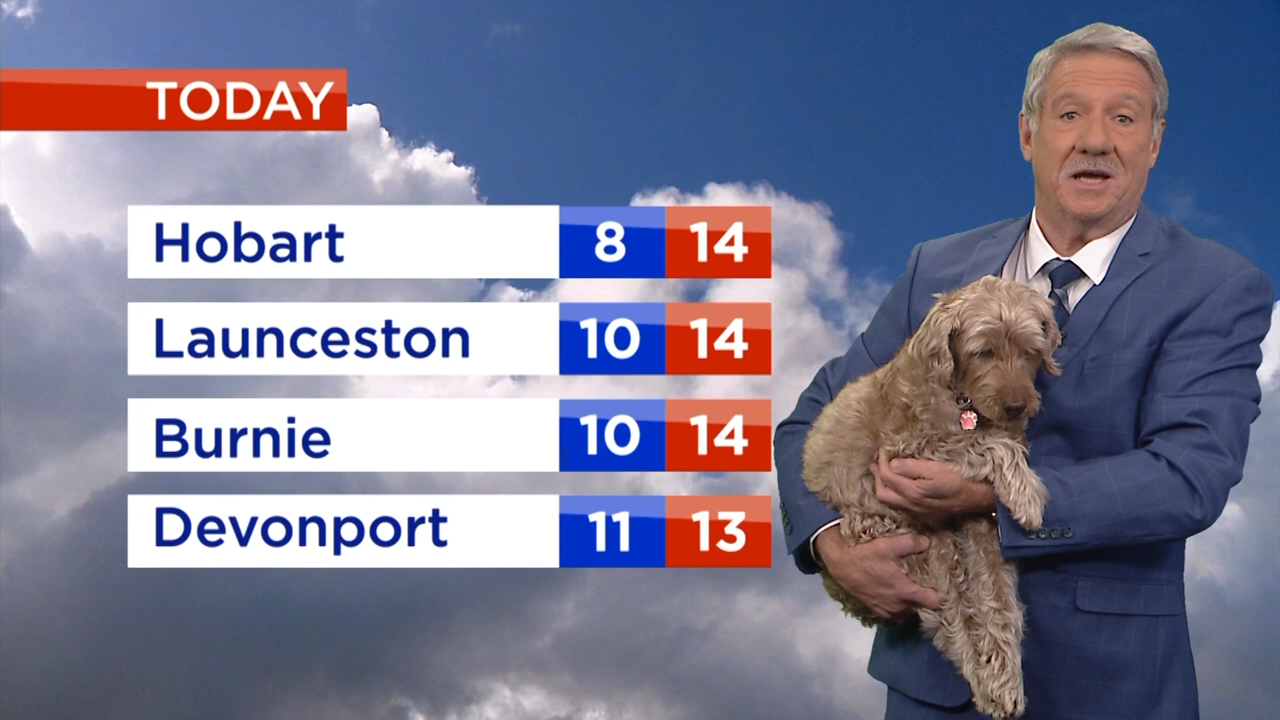 TODAY
Hobart 8 14
Launceston 10 14
Burnie 10 14
Devonport 11 13